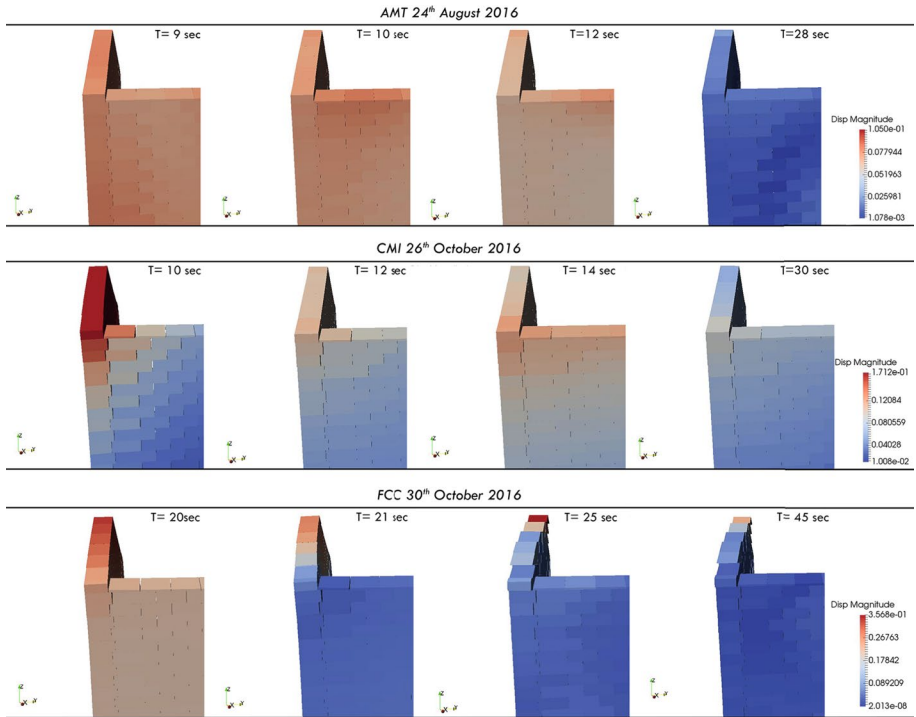 AMT 24th August 2016
T= 9 sec
T= 10 sec
T=12 sec
T=28 sec
Disp Magnitude
1.050e-01
0.077944
0.051963
0.025981
1.078e-03
CMI 26th October 2016
T= 10 sec
T= 12 sec
T= 14 sec
T=30 sec
Disp Magnitude
1.712e-01
0.12084
0.080559
0.04028
1.008e-02
FCC 30th October 2016
T= 20sec
T= 21 sec
T= 25 sec
T= 45 sec
Disp Magnitude
3.568e-01
0.26763
0.17842
0.089209
2.013e-08